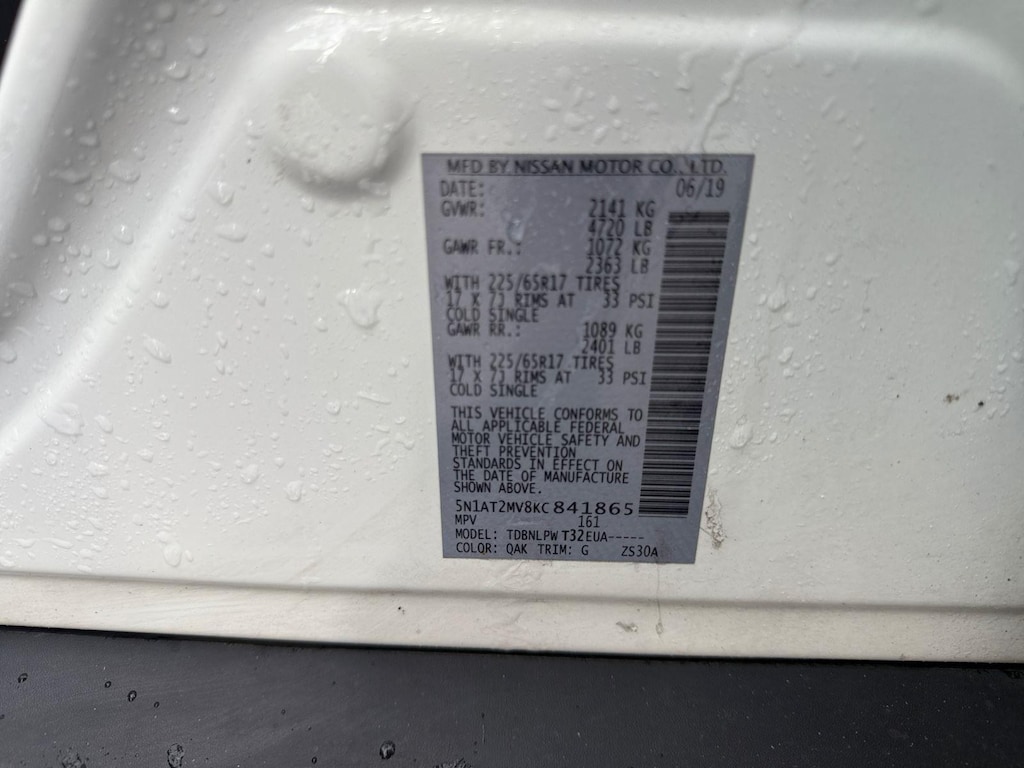 MFD BY NISSAN MOTOR CO., LTD.
DATE: 06/19
GVWR: 2141 KG
4720 LB
GAWR FR.: 1072 KG
2363 LB
WITH 225/65R17 TIRES
17 X 7J RIMS AT 33 PSI
COLD SINGLE
GAWR RR.: 1089 KG
2401 LB
WITH 225/65R17 TIRES
17 X 7J RIMS AT 33 PSI
COLD SINGLE
THIS VEHICLE CONFORMS TO
ALL APPLICABLE FEDERAL
MOTOR VEHICLE SAFETY AND
THEFT PREVENTION
STANDARDS IN EFFECT ON
THE DATE OF MANUFACTURE
SHOWN ABOVE.
5N1AT2MV8KC841865
MPV 161
MODEL: TDBNLPW T32EUA-----
COLOR: QAK TRIM: G ZS30A